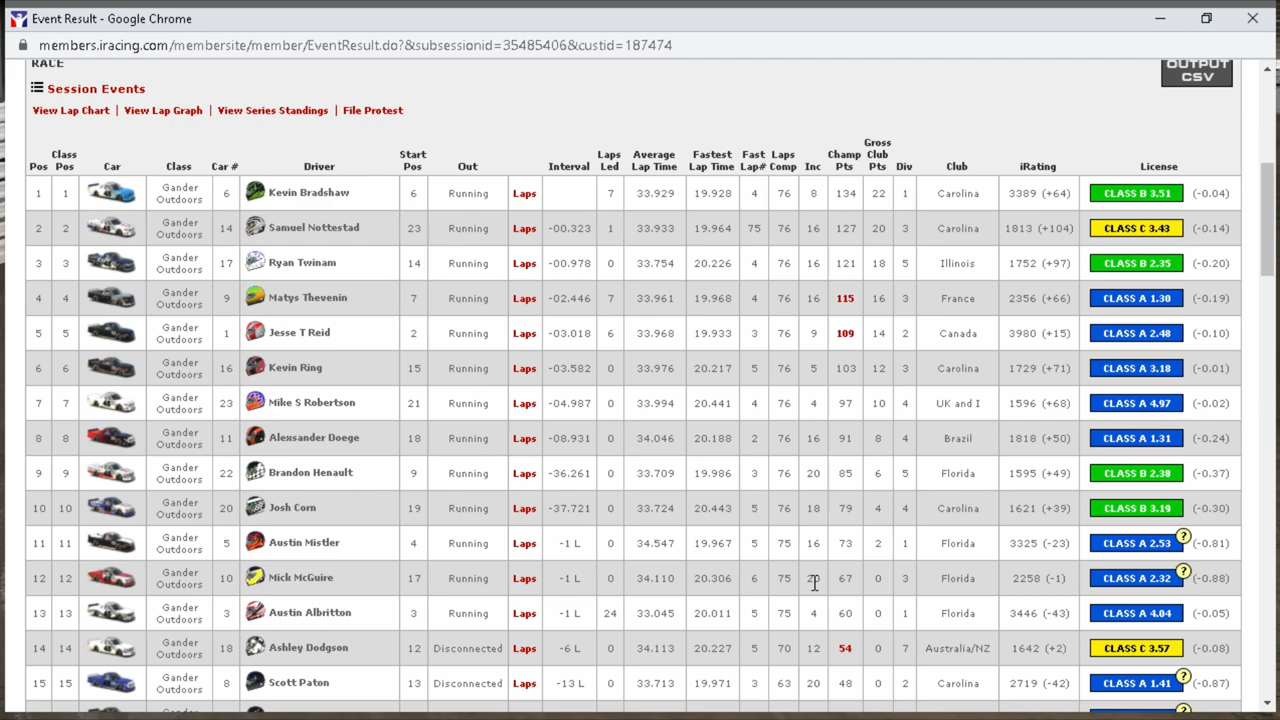 Event Result - Google Chrome
members.iracing.com/membersite/member/EventResult.do?&subsessionid=35485406&custid=187474
RACE
OUTPUT CSV
Session Events
View Lap Chart | View Lap Graph | View Series Standings | File Protest
Pos Class Pos Car Class Car # Driver Start Pos Out Interval Laps Led Average Lap Time Fastest Lap Time Fast Lap# Laps Comp Inc Champ Pts Gross Club Pts Div Club iRating License
1 1 Gander Outdoors 6 Kevin Bradshaw 6 Running Laps 7 33.929 19.928 4 76 8 134 22 1 Carolina 3389 (+64) CLASS B 3.51 (-0.04)
2 2 Gander Outdoors 14 Samuel Nottestad 23 Running Laps -00.323 1 33.933 19.964 75 76 16 127 20 3 Carolina 1813 (+104) CLASS C 3.43 (-0.14)
3 3 Gander Outdoors 17 Ryan Twinam 14 Running Laps -00.978 0 33.754 20.226 4 76 16 121 18 5 Illinois 1752 (+97) CLASS B 2.35 (-0.20)
4 4 Gander Outdoors 9 Matys Thevenin 7 Running Laps -02.446 7 33.961 19.968 4 76 16 115 16 3 France 2356 (+66) CLASS A 1.30 (-0.19)
5 5 Gander Outdoors 1 Jesse T Reid 2 Running Laps -03.018 6 33.968 19.933 3 76 12 109 14 2 Canada 3980 (+15) CLASS A 2.48 (-0.10)
6 6 Gander Outdoors 16 Kevin Ring 15 Running Laps -03.582 0 33.976 20.217 5 76 5 103 12 3 Carolina 1729 (+71) CLASS A 3.18 (-0.01)
7 7 Gander Outdoors 23 Mike S Robertson 21 Running Laps -04.987 0 33.994 20.441 4 76 4 97 10 4 UK and I 1596 (+68) CLASS A 4.97 (-0.02)
8 8 Gander Outdoors 11 Alexsander Doege 18 Running Laps -08.931 0 34.046 20.188 2 76 16 91 8 4 Brazil 1818 (+50) CLASS A 1.31 (-0.24)
9 9 Gander Outdoors 22 Brandon Henault 9 Running Laps -36.261 0 33.709 19.986 3 76 20 85 6 5 Florida 1595 (+49) CLASS B 2.38 (-0.37)
10 10 Gander Outdoors 20 Josh Corn 19 Running Laps -37.721 0 33.724 20.443 5 76 18 79 4 4 Carolina 1621 (+39) CLASS B 3.19 (-0.30)
11 11 Gander Outdoors 5 Austin Mistler 4 Running Laps -1 L 0 34.547 19.967 5 75 16 73 2 1 Florida 3325 (-23) CLASS A 2.53 ? (-0.81)
12 12 Gander Outdoors 10 Mick McGuire 17 Running Laps -1 L 0 34.110 20.306 6 75 67 0 3 Florida 2258 (-1) CLASS A 2.32 ? (-0.88)
13 13 Gander Outdoors 3 Austin Albritton 3 Running Laps -1 L 24 33.045 20.011 5 75 4 60 0 1 Florida 3446 (-43) CLASS A 4.04 (-0.05)
14 14 Gander Outdoors 18 Ashley Dodgson 12 Disconnected Laps -6 L 0 34.113 20.227 5 70 12 54 0 7 Australia/NZ 1642 (+2) CLASS C 3.57 (-0.08)
15 15 Gander Outdoors 8 Scott Paton 13 Disconnected Laps -13 L 0 33.713 19.971 3 63 20 48 0 2 Carolina 2719 (-42) CLASS A 1.41 ? (-0.87)